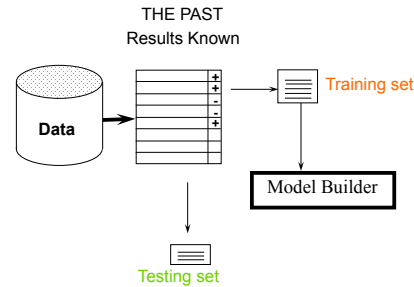 THE PAST
Results Known
+
+
-
-
+
Data
Training set
Model Builder
Testing set